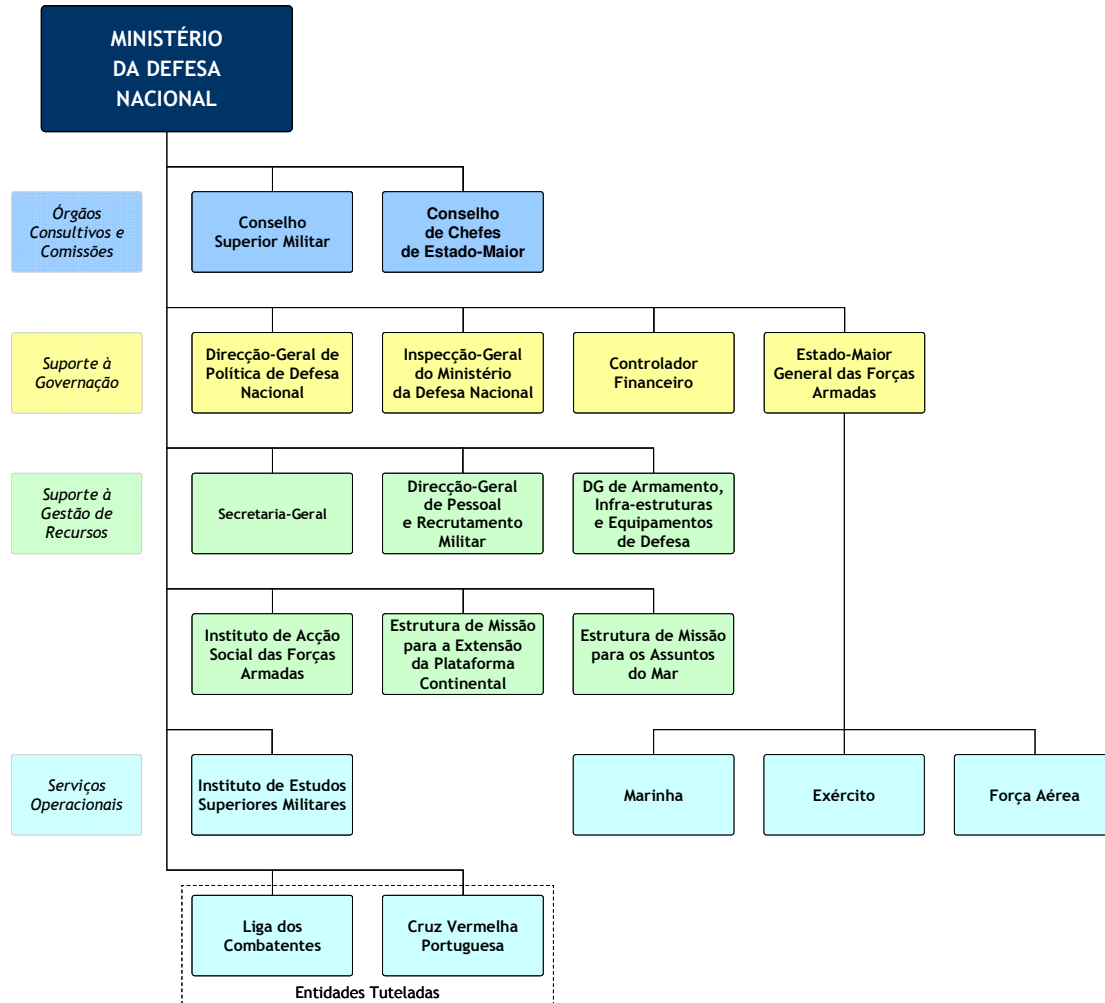 MINISTÉRIO
DA DEFESA
NACIONAL
Órgãos
Consultivos e
Comissões
Conselho
Superior Militar
Conselho
de Chefes
de Estado-Maior
Suporte à
Governação
Direcção-Geral de
Política de Defesa
Nacional
Inspecção-Geral
do Ministério
da Defesa Nacional
Controlador
Financeiro
Estado-Maior
General das Forças
Armadas
Suporte à
Gestão de
Recursos
Secretaria-Geral
Direcção-Geral
de Pessoal
e Recrutamento
Militar
DG de Armamento,
Infra-estruturas
e Equipamentos
de Defesa
Instituto de Acção
Social das Forças
Armadas
Estrutura de Missão
para a Extensão
da Plataforma
Continental
Estrutura de Missão
para os Assuntos
do Mar
Serviços
Operacionais
Instituto de Estudos
Superiores Militares
Marinha
Exército
Força Aérea
Liga dos
Combatentes
Cruz Vermelha
Portuguesa
Entidades Tuteladas